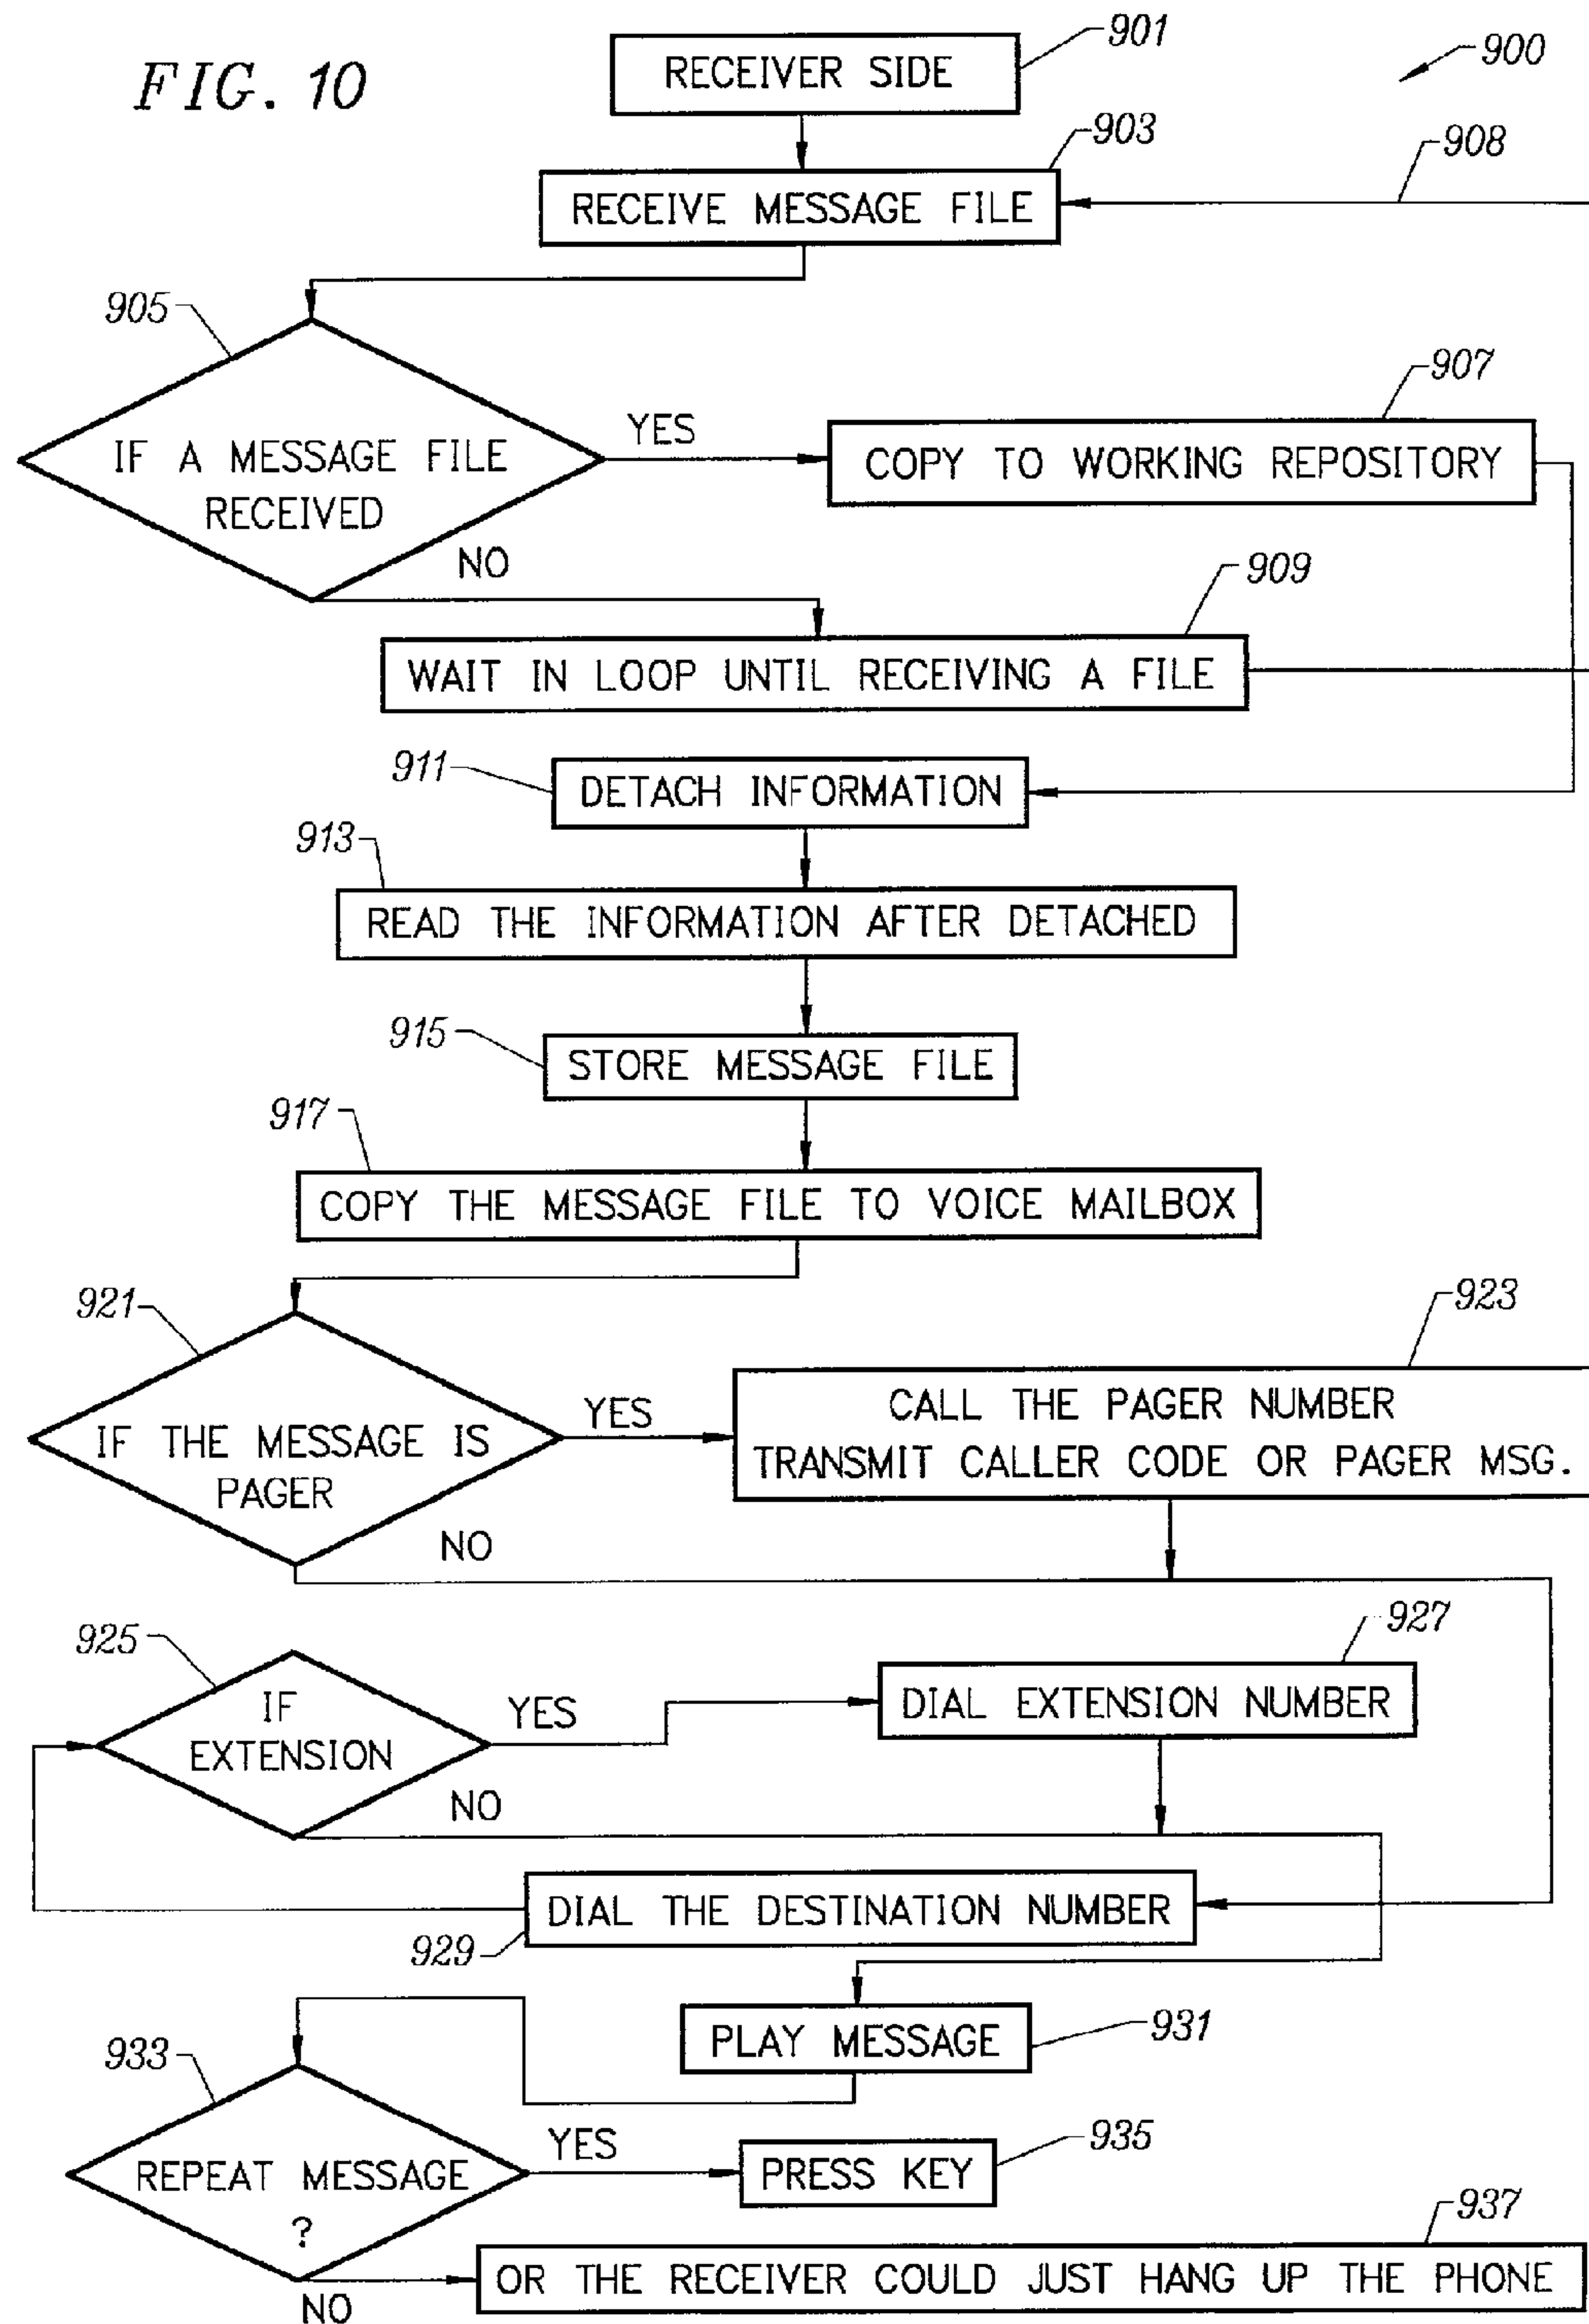 FIG. 10
RECEIVER SIDE
901
900
903
908
RECEIVE MESSAGE FILE
905
907
IF A MESSAGE FILE
RECEIVED
YES
COPY TO WORKING REPOSITORY
NO
909
WAIT IN LOOP UNTIL RECEIVING A FILE
911
DETACH INFORMATION
913
READ THE INFORMATION AFTER DETACHED
915
STORE MESSAGE FILE
917
COPY THE MESSAGE FILE TO VOICE MAILBOX
921
923
IF THE MESSAGE IS
PAGER
YES
CALL THE PAGER NUMBER
TRANSMIT CALLER CODE OR PAGER MSG.
NO
925
927
IF
EXTENSION
YES
DIAL EXTENSION NUMBER
NO
DIAL THE DESTINATION NUMBER
929
PLAY MESSAGE
931
933
REPEAT MESSAGE
?
YES
PRESS KEY
935
937
NO
OR THE RECEIVER COULD JUST HANG UP THE PHONE